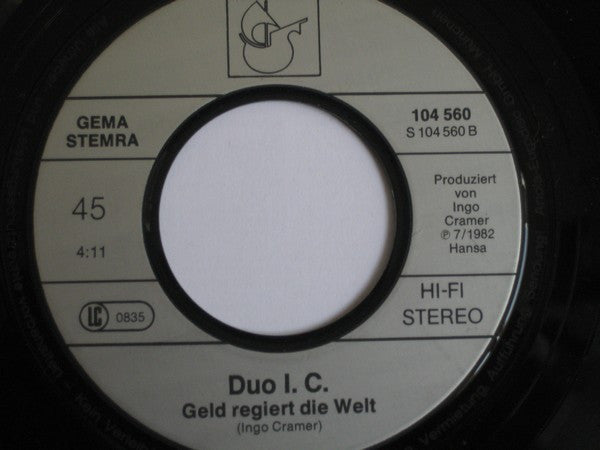 GEMA
STEMRA
104 560
S 104 560 B
45
4:11
Produziert
von
Ingo
Cramer
℗ 7/1982
Hansa
LC 0835
HI-FI
STEREO
Duo I. C.
Geld regiert die Welt
(Ingo Cramer)